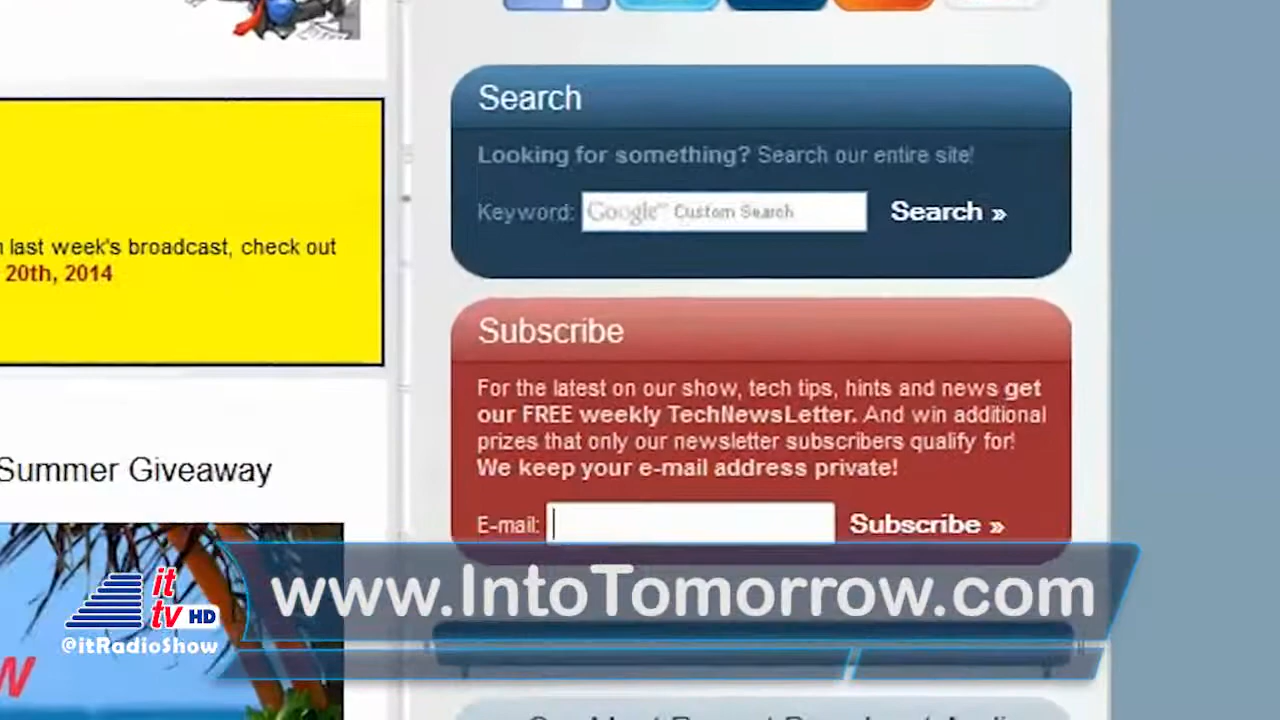 Search
Looking for something? Search our entire site!
Keyword: Google™ Custom Search Search »
last week's broadcast, check out
20th, 2014
Subscribe
For the latest on our show, tech tips, hints and news get
our FREE weekly TechNewsLetter. And win additional
prizes that only our newsletter subscribers qualify for!
We keep your e-mail address private!
E-mail: Subscribe »
Summer Giveaway
www.IntoTomorrow.com
it
tv HD
@itRadioShow
W